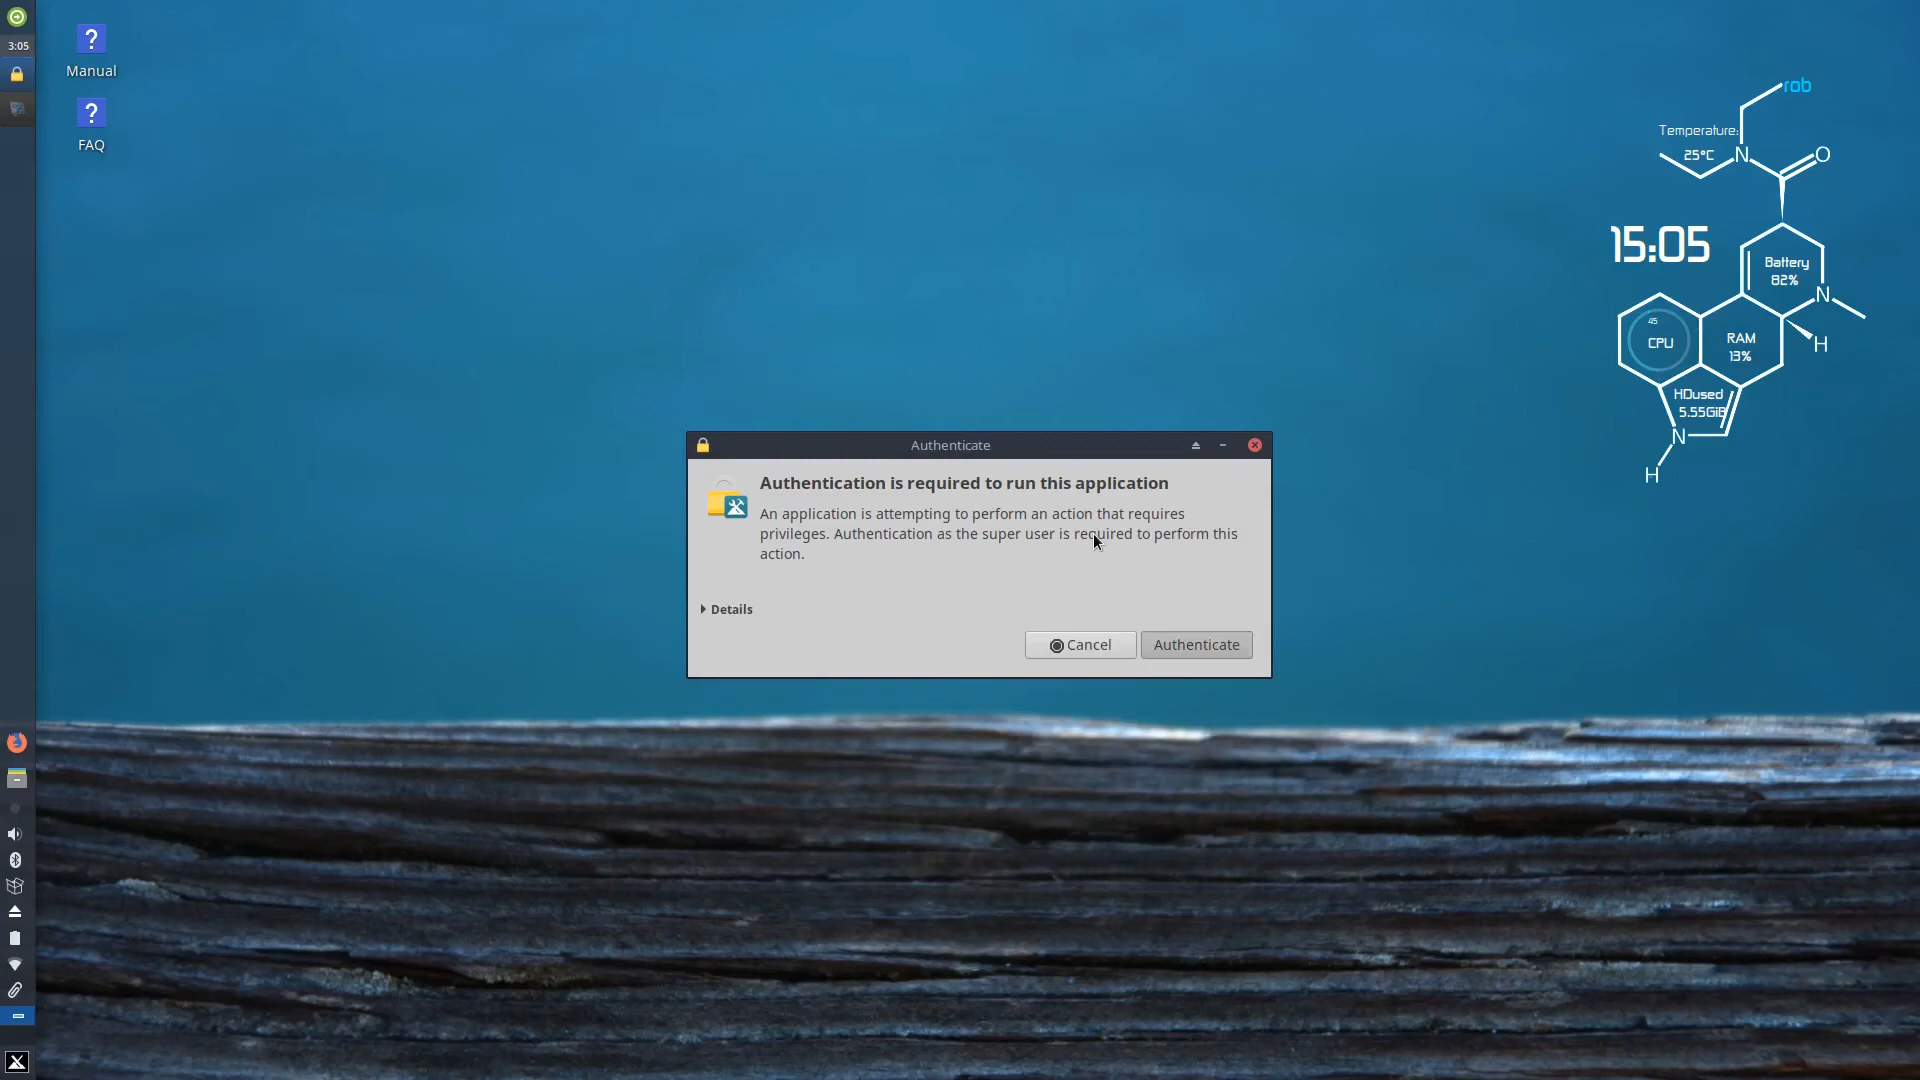 3:05
?
Manual
?
FAQ
rob
Temperature:
25°C
N
O
15:05
Battery
82%
N
45
CPU
RAM
13%
H
HDused
5.55GiB
N
H
Authenticate
Authentication is required to run this application
An application is attempting to perform an action that requires
privileges. Authentication as the super user is required to perform this
action.
Details
Cancel
Authenticate